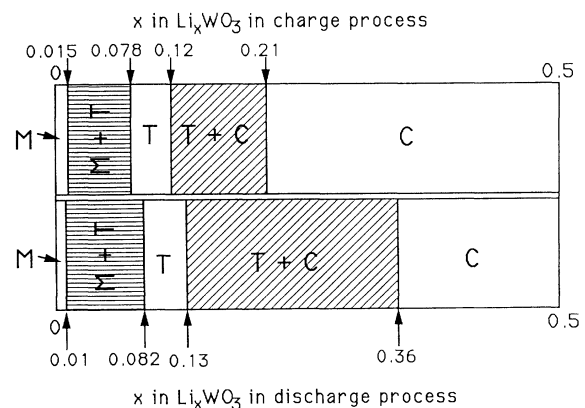 x in LixWO3 in charge process
0.015 0.078 0.12 0.21
0 0.5
M M + T T T + C C
M M + T T T + C C
0 0.5
0.01 0.082 0.13 0.36
x in LixWO3 in discharge process